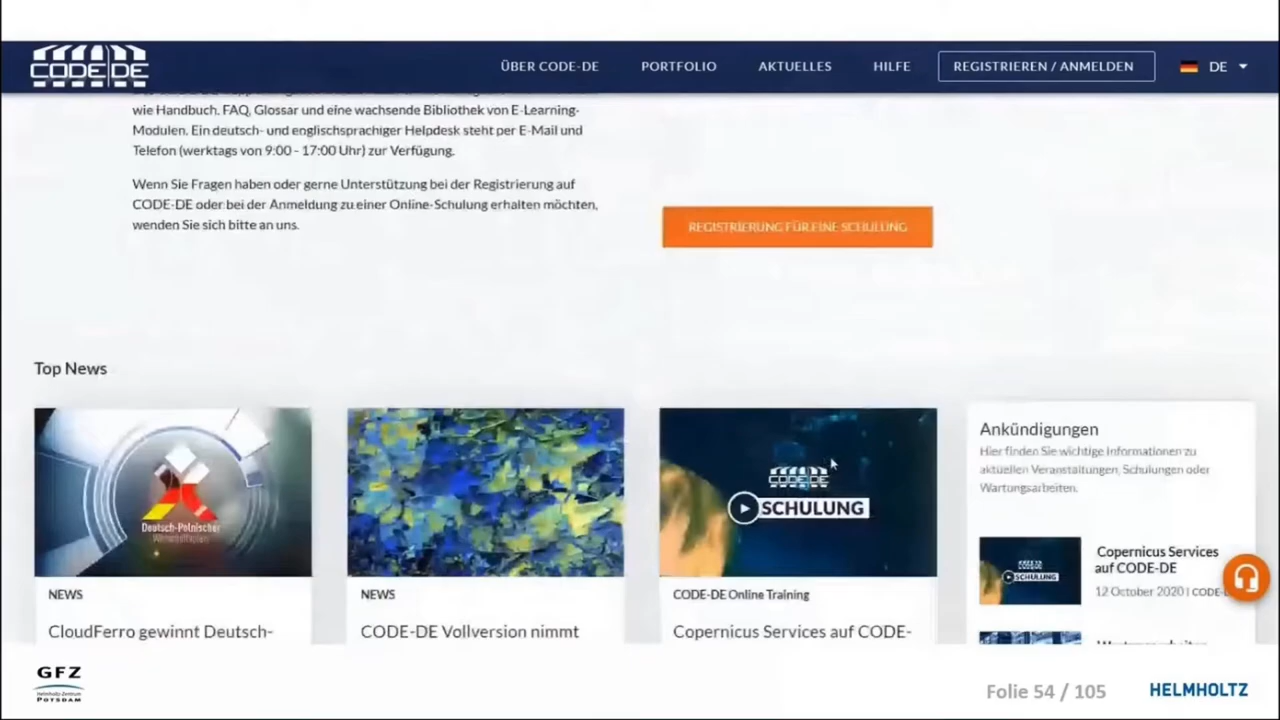 CODE DE
ÜBER CODE-DE
PORTFOLIO
AKTUELLES
HILFE
REGISTRIEREN / ANMELDEN
DE
wie Handbuch, FAQ, Glossar und eine wachsende Bibliothek von E-Learning-
Modulen. Ein deutsch- und englischsprachiger Helpdesk steht per E-Mail und
Telefon (werktags von 9:00 - 17:00 Uhr) zur Verfügung.
Wenn Sie Fragen haben oder gerne Unterstützung bei der Registrierung auf
CODE-DE oder bei der Anmeldung zu einer Online-Schulung erhalten möchten,
wenden Sie sich bitte an uns.
REGISTRIERUNG FÜR EINE SCHULUNG
Top News
Deutsch-Polnischer
NEWS
CloudFerro gewinnt Deutsch-
NEWS
CODE-DE Vollversion nimmt
CODE DE
SCHULUNG
CODE-DE Online Training
Copernicus Services auf CODE-
Ankündigungen
Hier finden Sie wichtige Informationen zu
aktuellen Veranstaltungen, Schulungen oder
Wartungsarbeiten.
SCHULUNG
Copernicus Services
auf CODE-DE
12 October 2020 | CODE-
GFZ
Helmholtz-Zentrum
POTSDAM
Folie 54 / 105
HELMHOLTZ